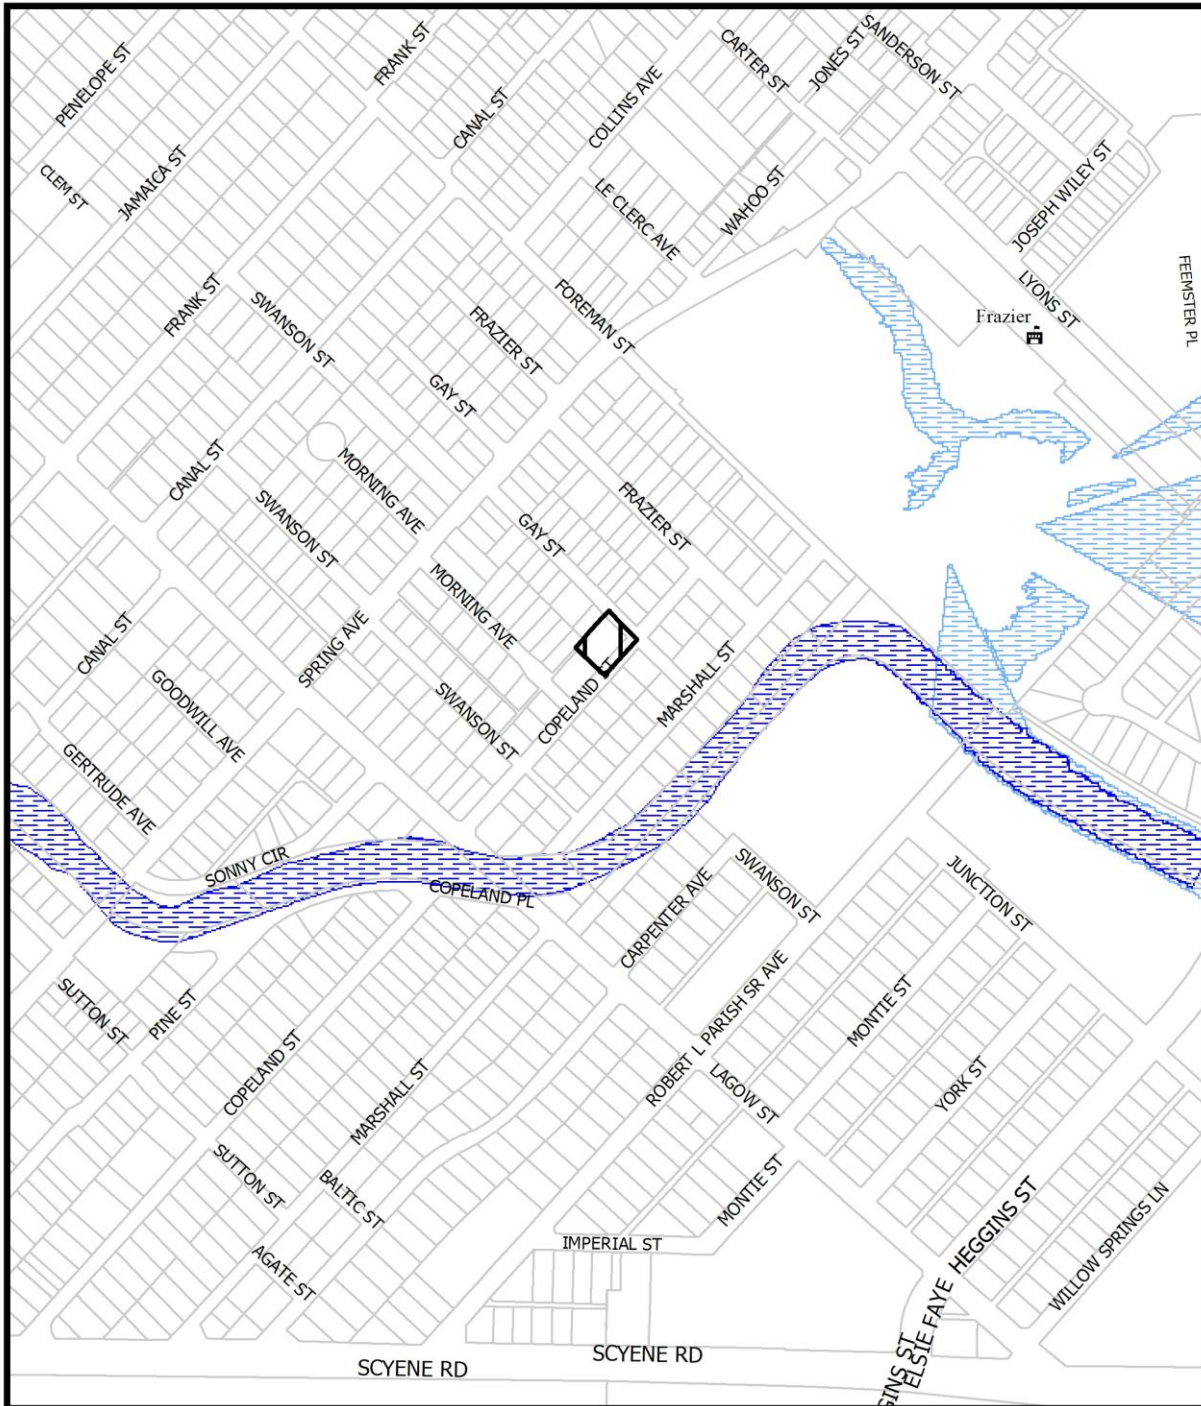 PENELOPE ST
FRANK ST
CARTER ST
JONES ST
SANDERSON ST
CANAL ST
COLLINS AVE
CLEM ST
JAMAICA ST
LE CLERC AVE
WAHOO ST
JOSEPH WILEY ST
FEEMSTER PL
LYONS ST
Frazier
FRANK ST
SWANSON ST
FRAZIER ST
FOREMAN ST
GAY ST
CANAL ST
MORNING AVE
SWANSON ST
GAY ST
FRAZIER ST
MORNING AVE
CANAL ST
SPRING AVE
GOODWILL AVE
SWANSON ST
COPELAND ST
MARSHALL ST
GERTRUDE AVE
SONNY CIR
COPELAND PL
CARPENTER AVE
SWANSON ST
JUNCTION ST
SUTTON ST
PINE ST
COPELAND ST
MARSHALL ST
ROBERT L PARISH SR AVE
MONTIE ST
LAGOW ST
YORK ST
SUTTON ST
BALTIC ST
MONTIE ST
AGATE ST
IMPERIAL ST
ELSIE FAYE HEGGINS ST
WILLOW SPRINGS LN
SCYENE RD
SCYENE RD
GINS ST